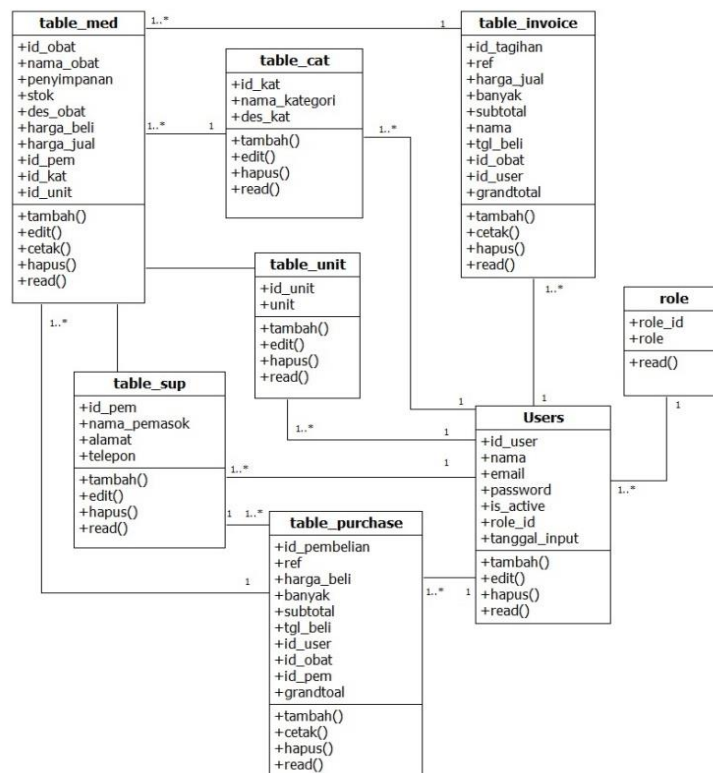 table_med
+id_obat
+nama_obat
+penyimpanan
+stok
+des_obat
+harga_beli
+harga_jual
+id_pem
+id_kat
+id_unit
+tambah()
+edit()
+cetak()
+hapus()
+read()
1..*
1
table_invoice
+id_tagihan
+ref
+harga_jual
+banyak
+subtotal
+nama
+tgl_beli
+id_obat
+id_user
+grandtotal
+tambah()
+cetak()
+hapus()
+read()
1..*
1
table_cat
+id_kat
+nama_kategori
+des_kat
+tambah()
+edit()
+hapus()
+read()
1..*
table_unit
+id_unit
+unit
+tambah()
+edit()
+hapus()
+read()
1..*
1..*
role
+role_id
+role
+read()
1
1..*
table_sup
+id_pem
+nama_pemasok
+alamat
+telepon
+tambah()
+edit()
+hapus()
+read()
1..*
1
1
1
1
Users
+id_user
+nama
+email
+password
+is_active
+role_id
+tanggal_input
+tambah()
+edit()
+hapus()
+read()
1..*
1
1..*
1
1..*
1
table_purchase
+id_pembelian
+ref
+harga_beli
+banyak
+subtotal
+tgl_beli
+id_user
+id_obat
+id_pem
+grandtoal
+tambah()
+cetak()
+hapus()
+read()